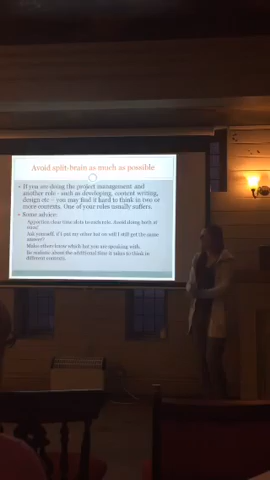 Avoid split-brain as much as possible
If you are doing the project management and
another role - such as developing, content writing,
design etc - you may find it hard to think in two or
more contexts. One of your roles usually suffers.
Some advice:
Apportion clear time slots to each role. Avoid doing both at
once!
Ask yourself, if I put my other hat on will I still get the same
answer?
Make others know which hat you are speaking with.
Be realistic about the additional time it takes to think in
different contexts.